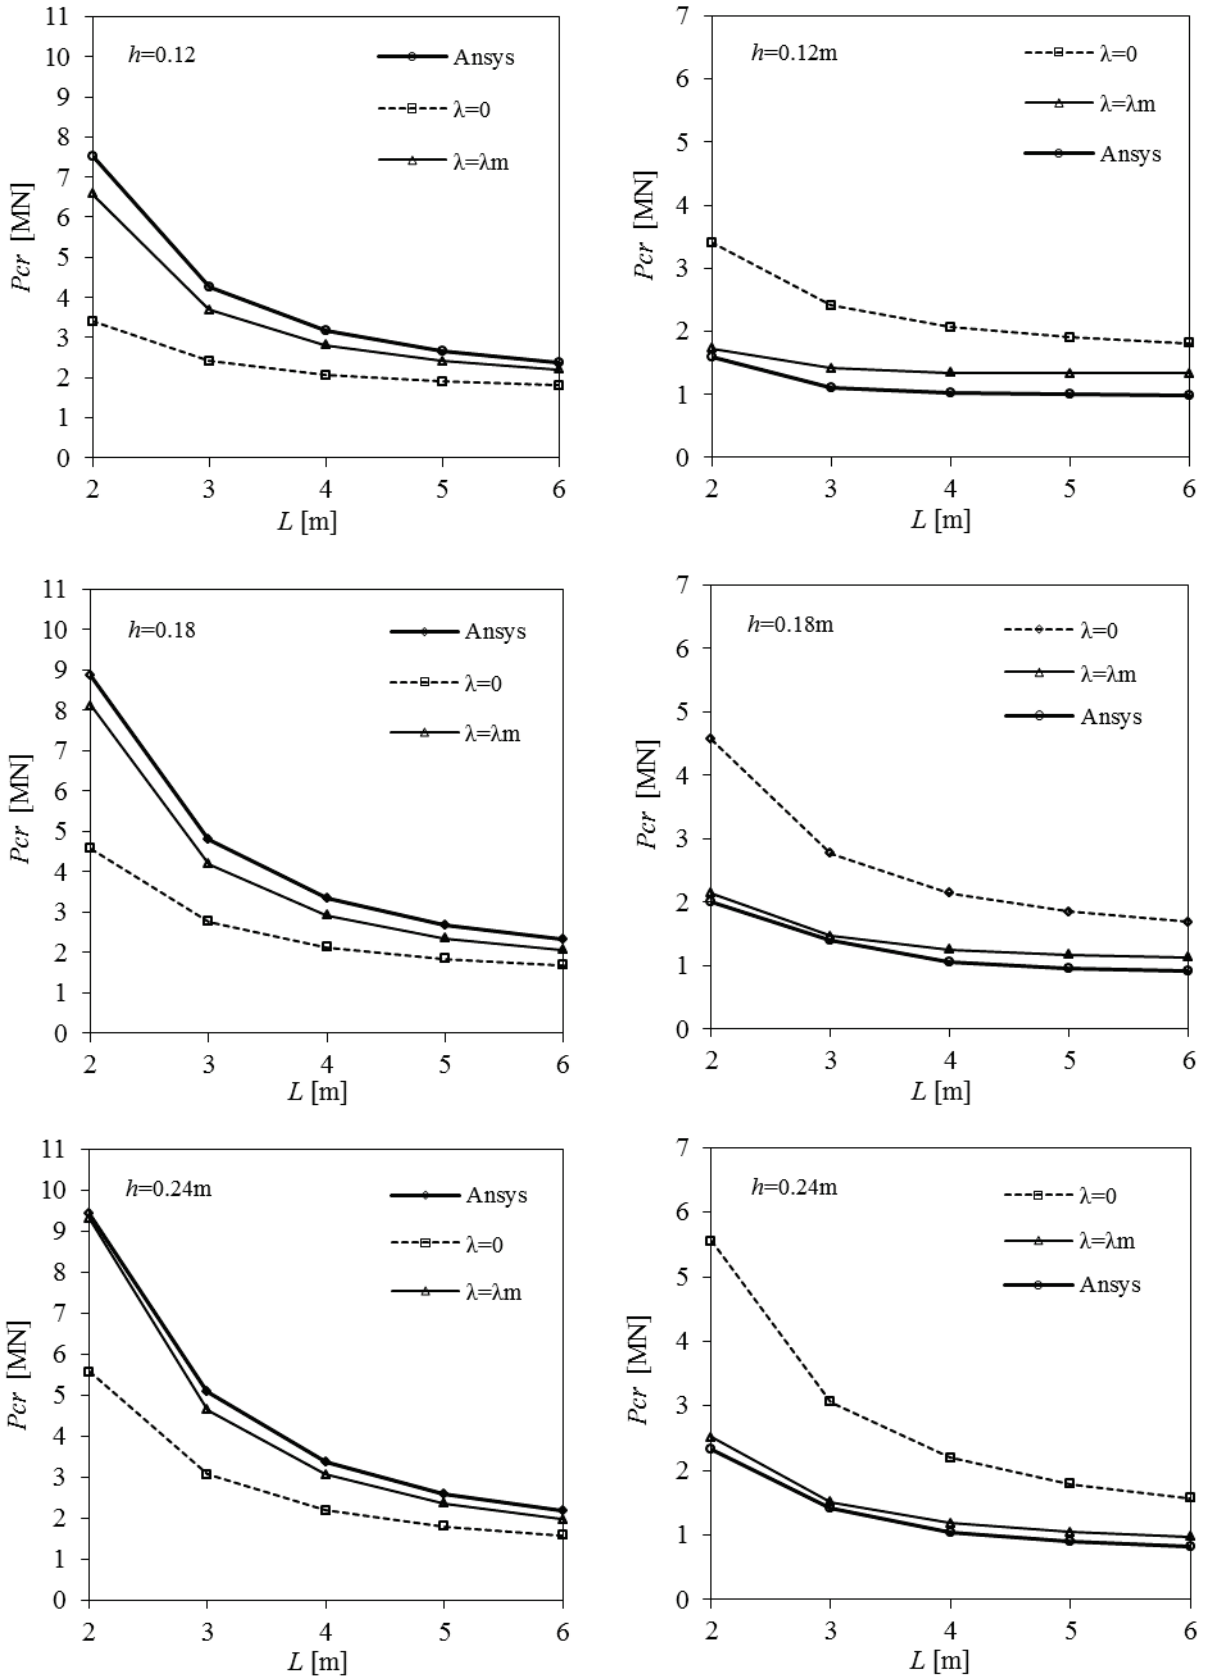 11
10
9
8
7
6
5
4
3
2
1
0
Pcr [MN]
h=0.12
Ansys
λ=0
λ=λm
2 3 4 5 6
L [m]
7
6
5
4
3
2
1
0
Pcr [MN]
h=0.12m
λ=0
λ=λm
Ansys
2 3 4 5 6
L [m]
11
10
9
8
7
6
5
4
3
2
1
0
Pcr [MN]
h=0.18
Ansys
λ=0
λ=λm
2 3 4 5 6
L [m]
7
6
5
4
3
2
1
0
Pcr [MN]
h=0.18m
λ=0
λ=λm
Ansys
2 3 4 5 6
L [m]
11
10
9
8
7
6
5
4
3
2
1
0
Pcr [MN]
h=0.24m
Ansys
λ=0
λ=λm
2 3 4 5 6
L [m]
7
6
5
4
3
2
1
0
Pcr [MN]
h=0.24m
λ=0
λ=λm
Ansys
2 3 4 5 6
L [m]